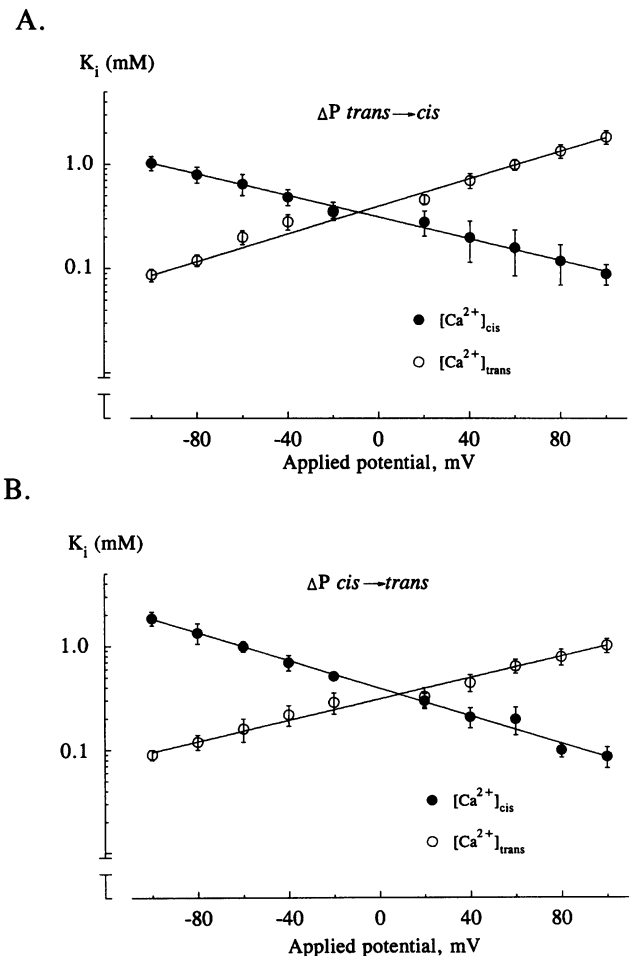 A.
Kᵢ (mM)
ΔP trans→cis
1.0
0.1
● [Ca²⁺]cis
○ [Ca²⁺]trans
-80 -40 0 40 80
Applied potential, mV
B.
Kᵢ (mM)
ΔP cis→trans
1.0
0.1
● [Ca²⁺]cis
○ [Ca²⁺]trans
-80 -40 0 40 80
Applied potential, mV